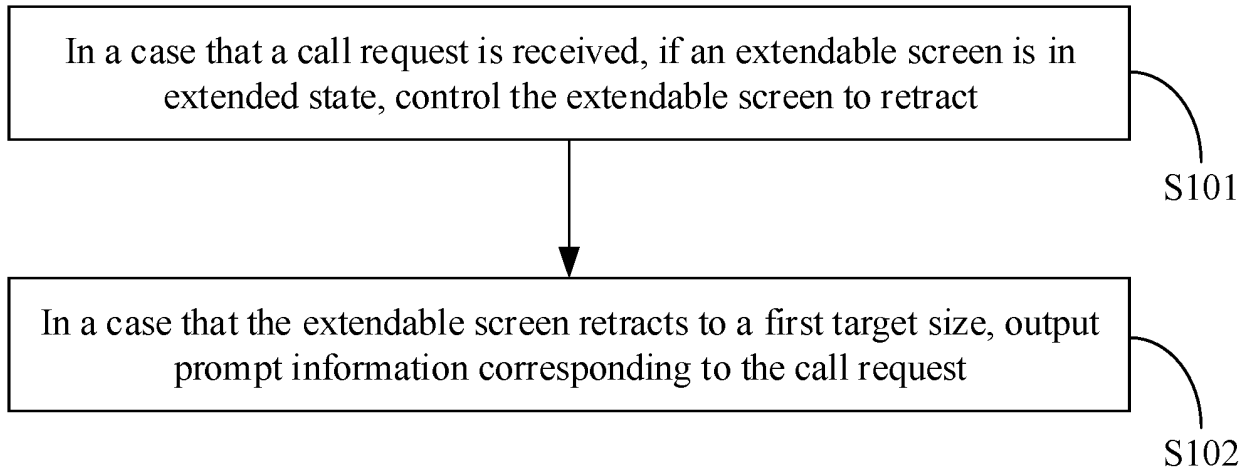 In a case that a call request is received, if an extendable screen is in
extended state, control the extendable screen to retract
S101
In a case that the extendable screen retracts to a first target size, output
prompt information corresponding to the call request
S102